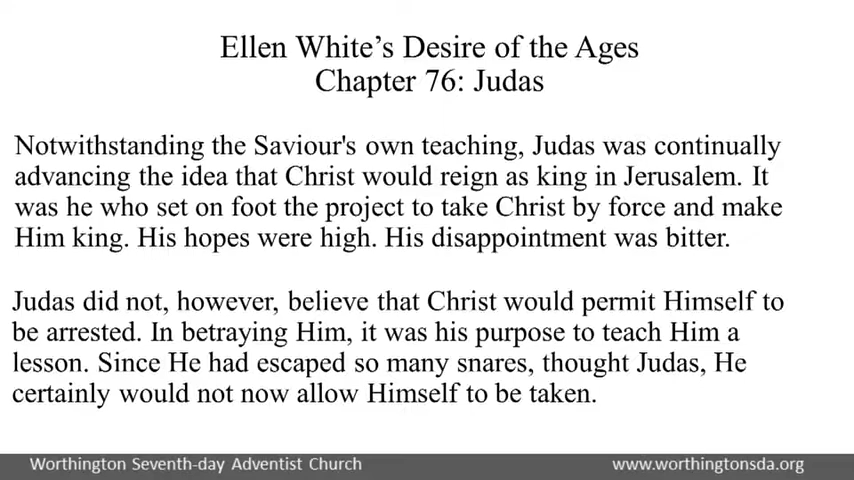 Ellen White's Desire of the Ages
Chapter 76: Judas
Notwithstanding the Saviour's own teaching, Judas was continually
advancing the idea that Christ would reign as king in Jerusalem. It
was he who set on foot the project to take Christ by force and make
Him king. His hopes were high. His disappointment was bitter.
Judas did not, however, believe that Christ would permit Himself to
be arrested. In betraying Him, it was his purpose to teach Him a
lesson. Since He had escaped so many snares, thought Judas, He
certainly would not now allow Himself to be taken.
Worthington Seventh-day Adventist Church
www.worthingtonsda.org